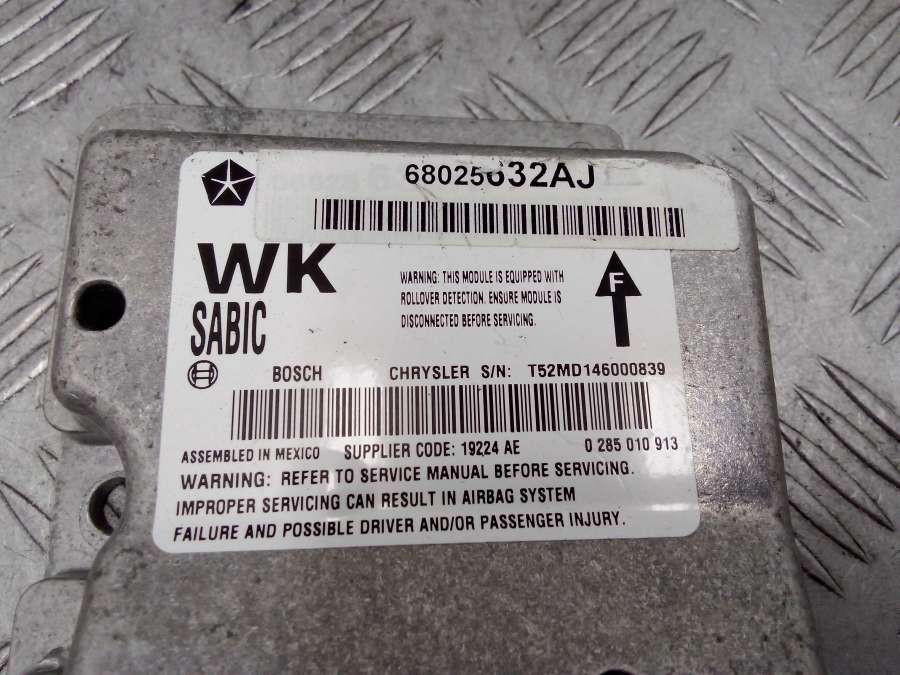 68025632AJ
WK
SABIC
WARNING: THIS MODULE IS EQUIPPED WITH
ROLLOVER DETECTION. ENSURE MODULE IS
DISCONNECTED BEFORE SERVICING.
F
BOSCH CHRYSLER S/N: T52MD146000839
ASSEMBLED IN MEXICO SUPPLIER CODE: 19224 AE 0 285 010 913
WARNING: REFER TO SERVICE MANUAL BEFORE SERVICING.
IMPROPER SERVICING CAN RESULT IN AIRBAG SYSTEM
FAILURE AND POSSIBLE DRIVER AND/OR PASSENGER INJURY.